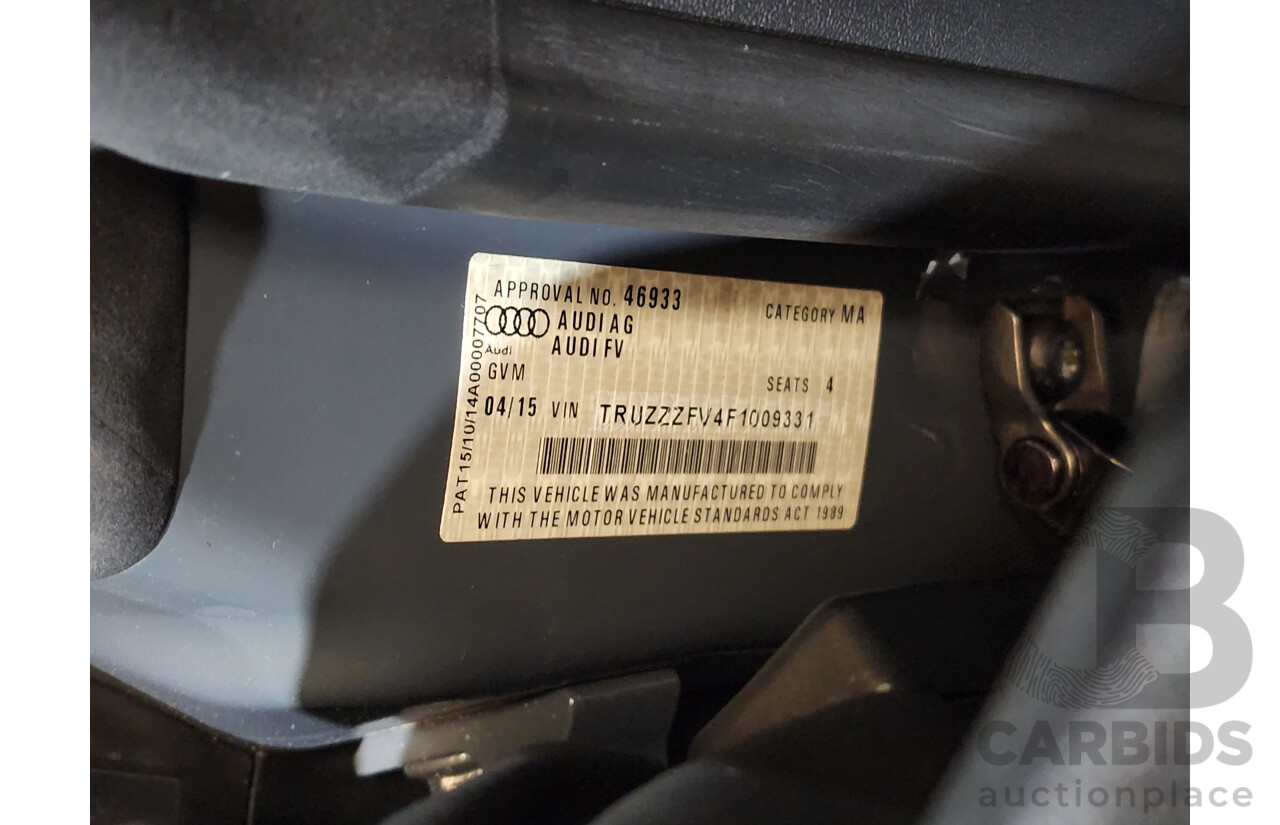 APPROVAL NO. 46933
CATEGORY MA
AUDI AG
Audi
AUDI FV
GVM
SEATS 4
04/15 VIN TRUZZZFV4F1009331
THIS VEHICLE WAS MANUFACTURED TO COMPLY
WITH THE MOTOR VEHICLE STANDARDS ACT 1989
PAT15/10/14A00007707
B
CARBIDS
auctionplace